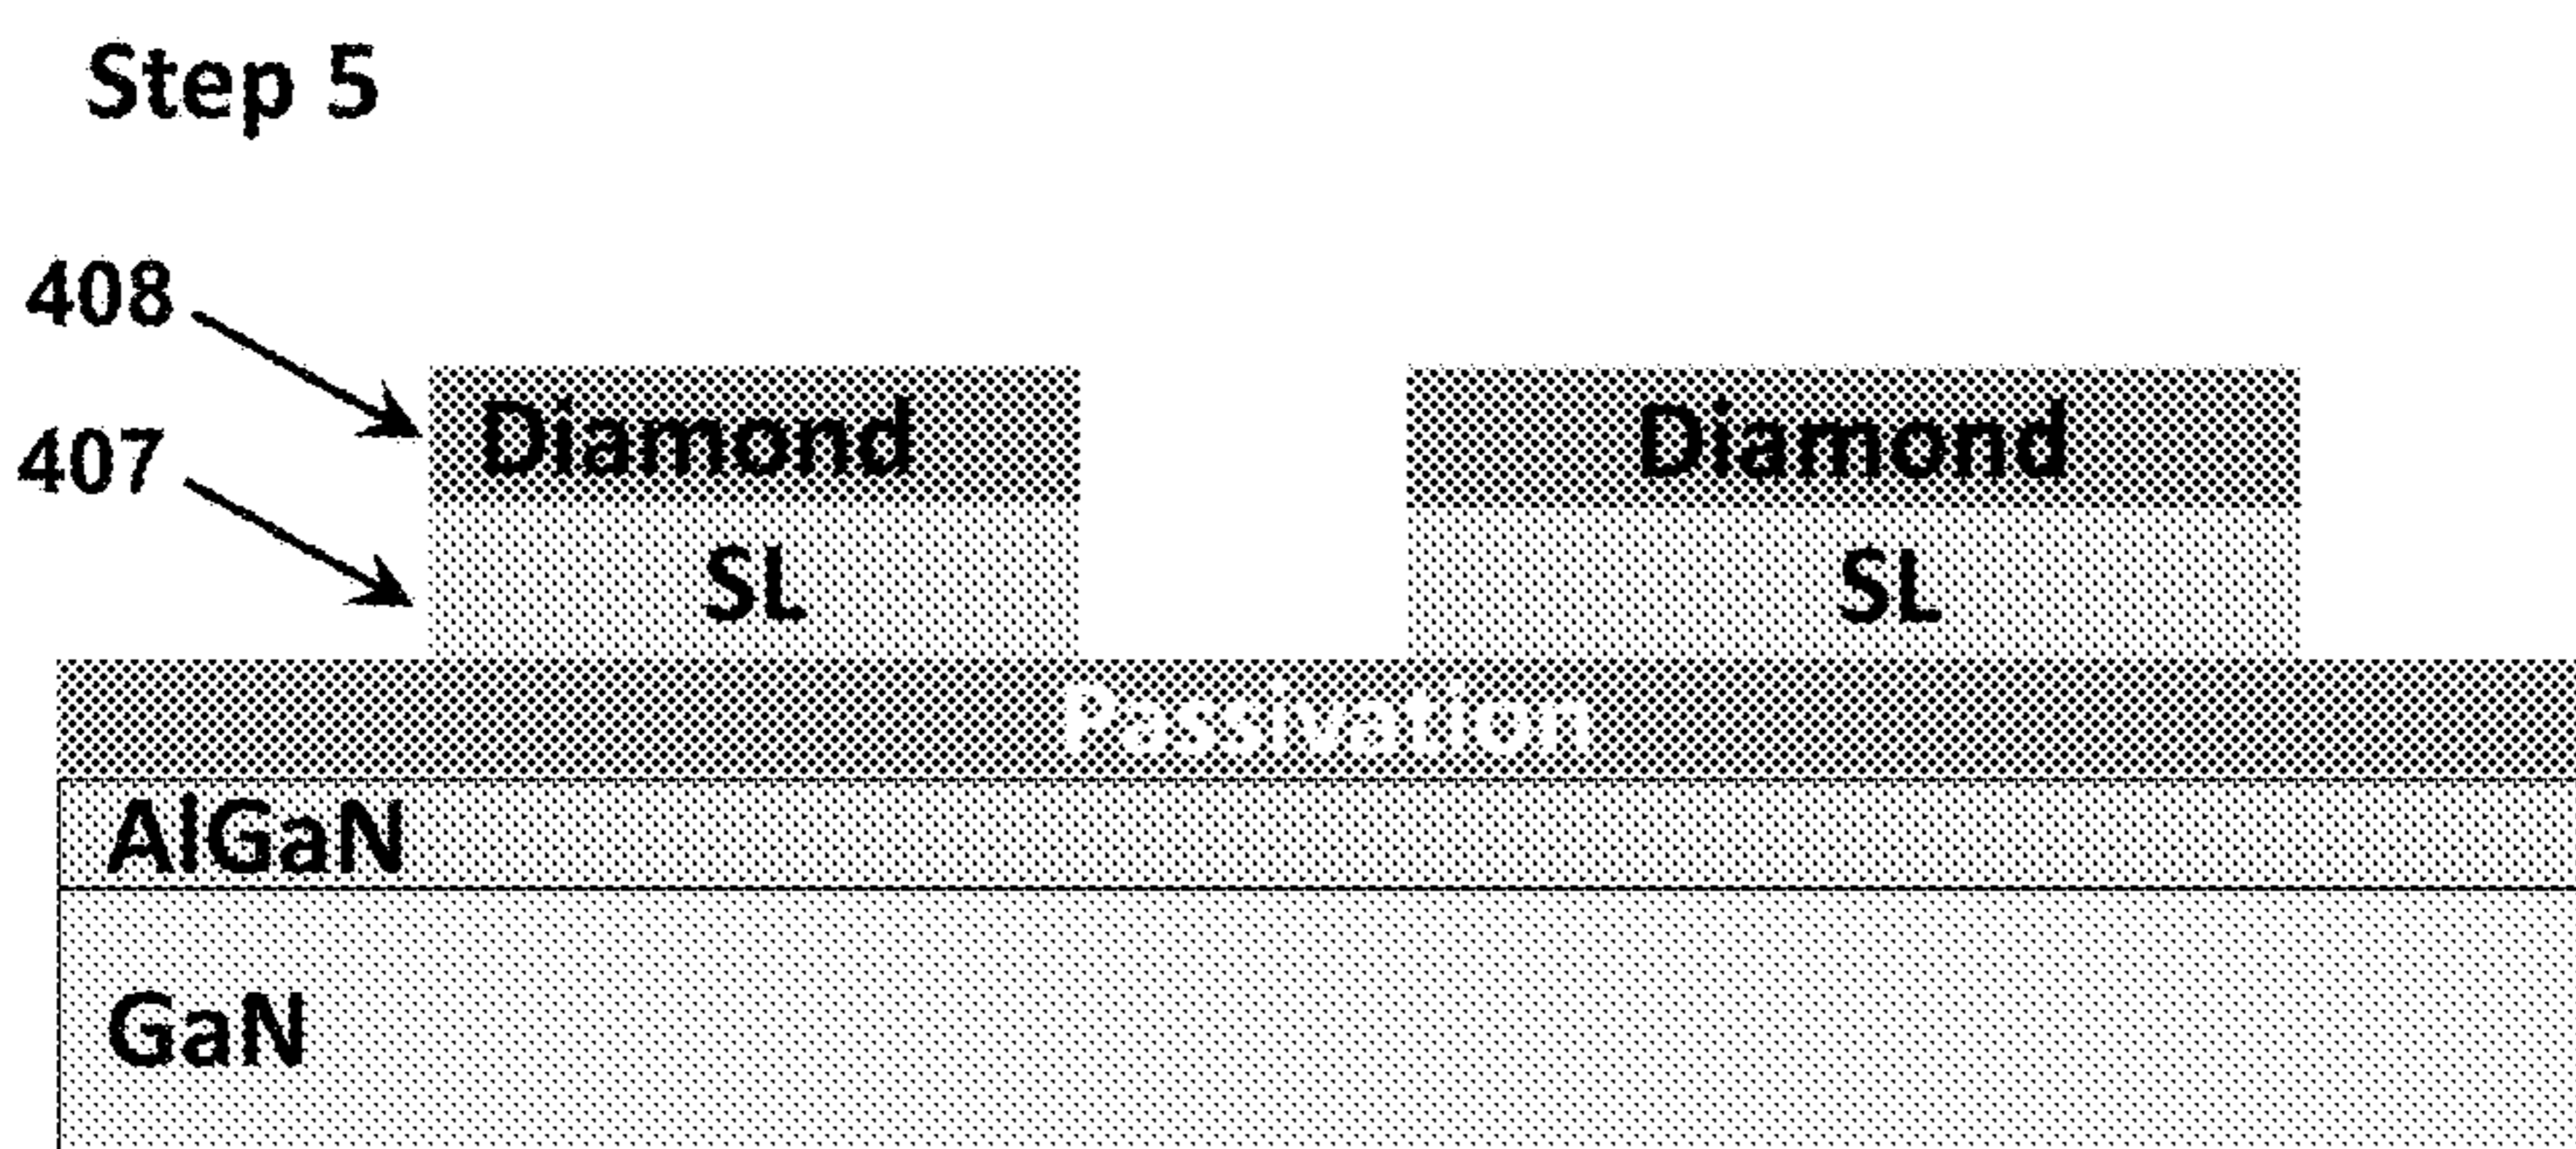 Step 5
408
Diamond
Diamond
407
SL
SL
Passivation
AlGaN
GaN